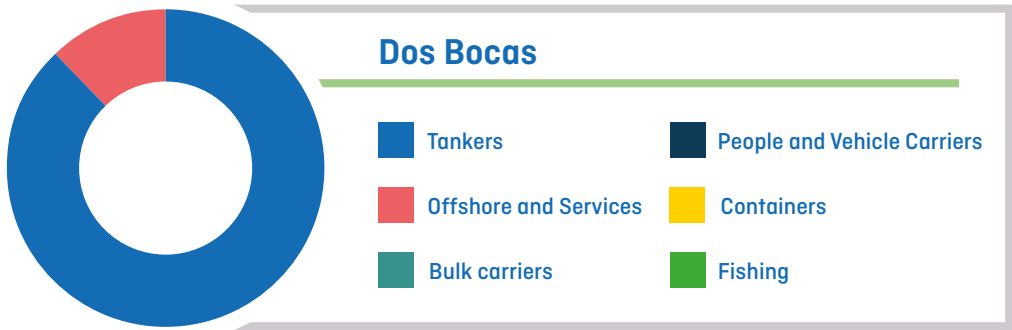 Dos Bocas
Tankers
People and Vehicle Carriers
Offshore and Services
Containers
Bulk carriers
Fishing